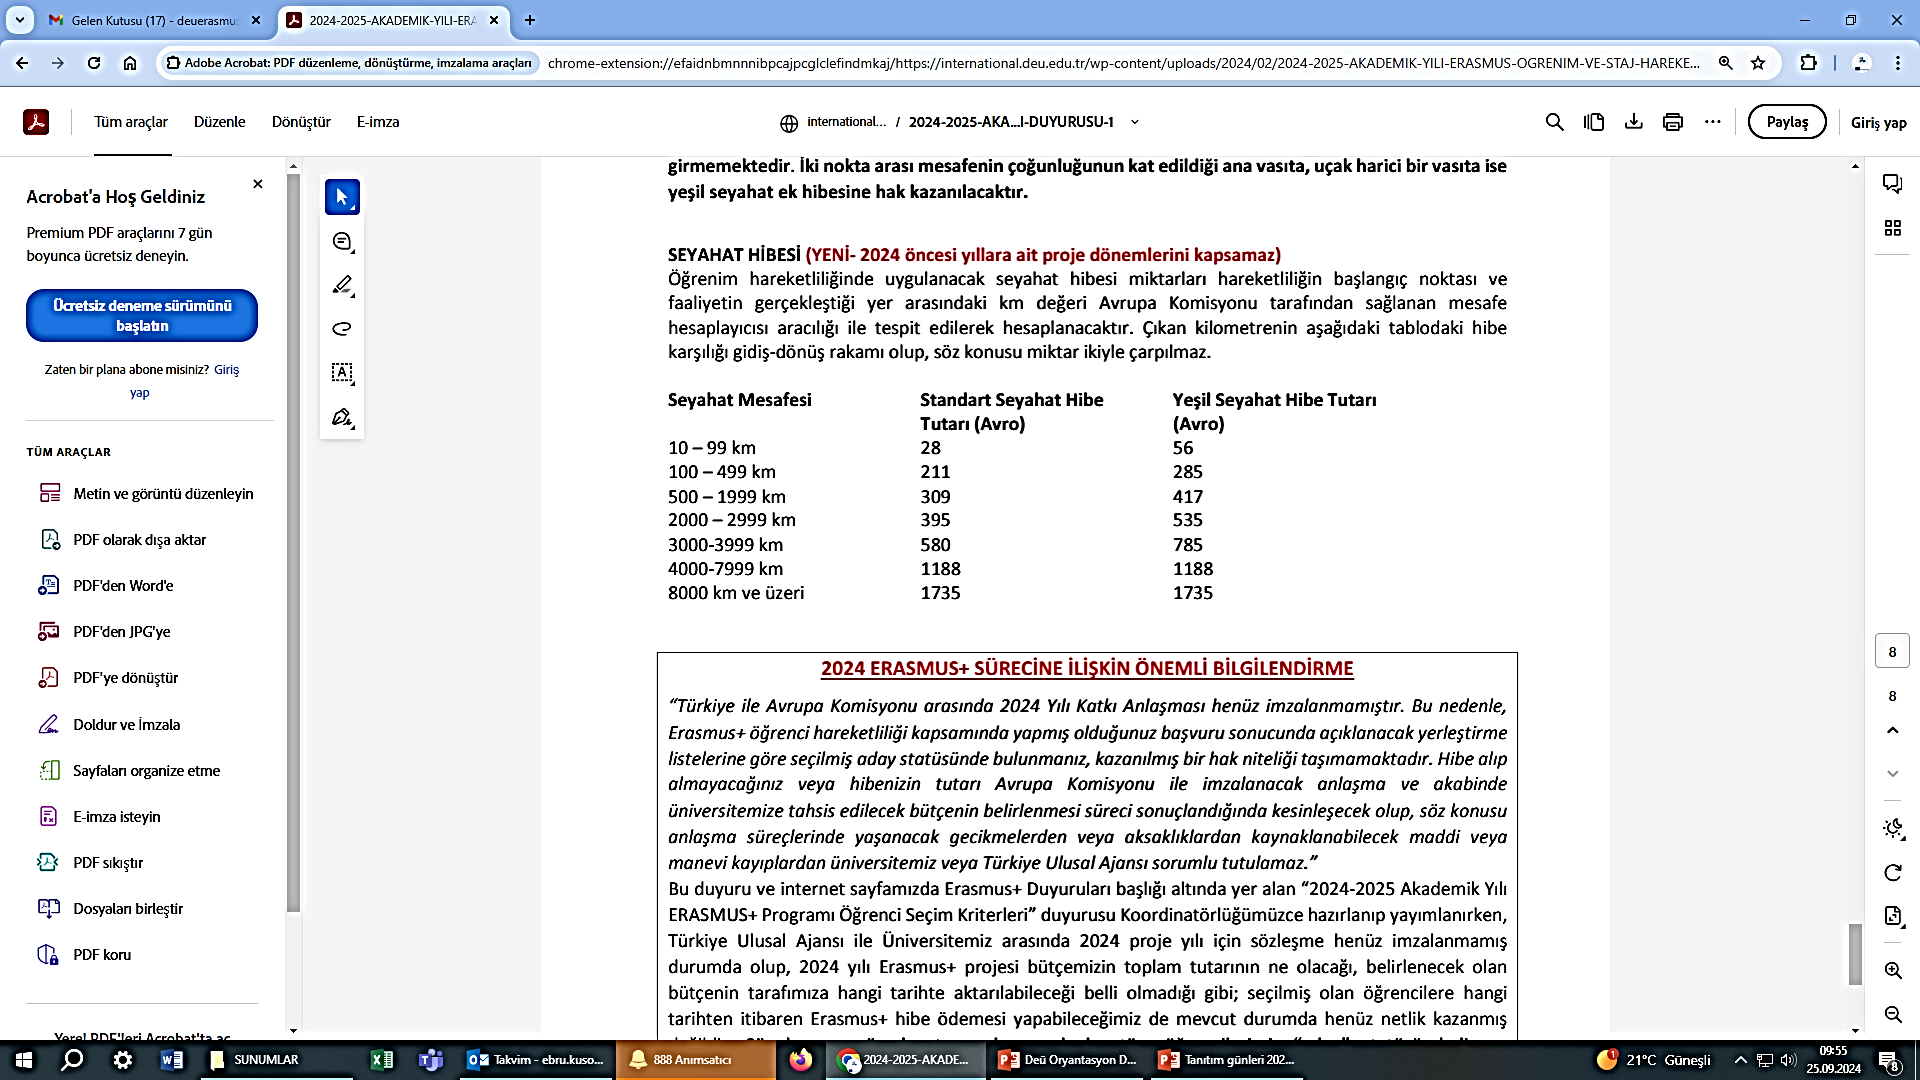 Gelen Kutusu (17) - deuerasmu
2024-2025-AKADEMIK-YILI-ERA
Adobe Acrobat: PDF düzenleme, dönüştürme, imzalama araçları
chrome-extension://efaidnbmnnnibpcajpcglclefindmkaj/https://international.deu.edu.tr/wp-content/uploads/2024/02/2024-2025-AKADEMIK-YILI-ERASMUS-OGRENIM-VE-STAJ-HAREKE...
Tüm araçlar
Düzenle
Dönüştür
E-imza
international... / 2024-2025-AKA...I-DUYURUSU-1
Paylaş
Giriş yap
Acrobat'a Hoş Geldiniz
Premium PDF araçlarını 7 gün
boyunca ücretsiz deneyin.
Ücretsiz deneme sürümünü
başlatın
Zaten bir plana abone misiniz? Giriş
yap
TÜM ARAÇLAR
Metin ve görüntü düzenleyin
PDF olarak dışa aktar
PDF'den Word'e
PDF'den JPG'ye
PDF'ye dönüştür
Doldur ve İmzala
Sayfaları organize etme
E-imza isteyin
PDF sıkıştır
Dosyaları birleştir
PDF koru
Yerel PDF'leri Acrobat'ta aç
girmemektedir. İki nokta arası mesafenin çoğunluğunun kat edildiği ana vasıta, uçak harici bir vasıta ise
yeşil seyahat ek hibesine hak kazanılacaktır.
SEYAHAT HİBESİ (YENİ- 2024 öncesi yıllara ait proje dönemlerini kapsamaz)
Öğrenim hareketliliğinde uygulanacak seyahat hibesi miktarları hareketliliğin başlangıç noktası ve
faaliyetin gerçekleştiği yer arasındaki km değeri Avrupa Komisyonu tarafından sağlanan mesafe
hesaplayıcısı aracılığı ile tespit edilerek hesaplanacaktır. Çıkan kilometrenin aşağıdaki tablodaki hibe
karşılığı gidiş-dönüş rakamı olup, söz konusu miktar ikiyle çarpılmaz.
Seyahat Mesafesi Standart Seyahat Hibe Yeşil Seyahat Hibe Tutarı
Tutarı (Avro) (Avro)
10 – 99 km 28 56
100 – 499 km 211 285
500 – 1999 km 309 417
2000 – 2999 km 395 535
3000-3999 km 580 785
4000-7999 km 1188 1188
8000 km ve üzeri 1735 1735
2024 ERASMUS+ SÜRECİNE İLİŞKİN ÖNEMLİ BİLGİLENDİRME
“Türkiye ile Avrupa Komisyonu arasında 2024 Yılı Katkı Anlaşması henüz imzalanmamıştır. Bu nedenle,
Erasmus+ öğrenci hareketliliği kapsamında yapmış olduğunuz başvuru sonucunda açıklanacak yerleştirme
listelerine göre seçilmiş aday statüsünde bulunmanız, kazanılmış bir hak niteliği taşımamaktadır. Hibe alıp
almayacağınız veya hibenizin tutarı Avrupa Komisyonu ile imzalanacak anlaşma ve akabinde
üniversitemize tahsis edilecek bütçenin belirlenmesi süreci sonuçlandığında kesinleşecek olup, söz konusu
anlaşma süreçlerinde yaşanacak gecikmelerden veya aksaklıklardan kaynaklanabilecek maddi veya
manevi kayıplardan üniversitemiz veya Türkiye Ulusal Ajansı sorumlu tutulamaz.”
Bu duyuru ve internet sayfamızda Erasmus+ Duyuruları başlığı altında yer alan “2024-2025 Akademik Yılı
ERASMUS+ Programı Öğrenci Seçim Kriterleri” duyurusu Koordinatörlüğümüzce hazırlanıp yayımlanırken,
Türkiye Ulusal Ajansı ile Üniversitemiz arasında 2024 proje yılı için sözleşme henüz imzalanmamış
durumda olup, 2024 yılı Erasmus+ projesi bütçemizin toplam tutarının ne olacağı, belirlenecek olan
bütçenin tarafımıza hangi tarihte aktarılabileceği belli olmadığı gibi; seçilmiş olan öğrencilere hangi
tarihten itibaren Erasmus+ hibe ödemesi yapabileceğimiz de mevcut durumda henüz netlik kazanmış
8
8
SUNUMLAR
Takvim - ebru.kuso...
888 Anımsatıcı
2024-2025-AKADE...
Deü Oryantasyon D...
Tanıtım günleri 202...
21°C Güneşli
09:55
25.09.2024
8